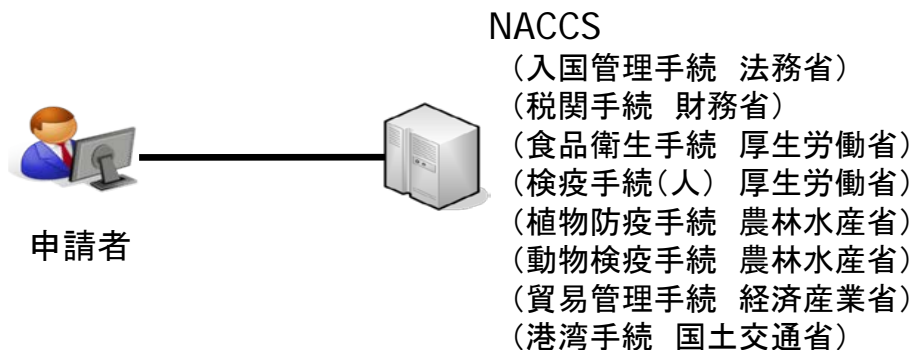 NACCS
（入国管理手続　法務省）
（税関手続　財務省）
（食品衛生手続　厚生労働省）
（検疫手続（人）　厚生労働省）
（植物防疫手続　農林水産省）
（動物検疫手続　農林水産省）
（貿易管理手続　経済産業省）
（港湾手続　国土交通省）
申請者